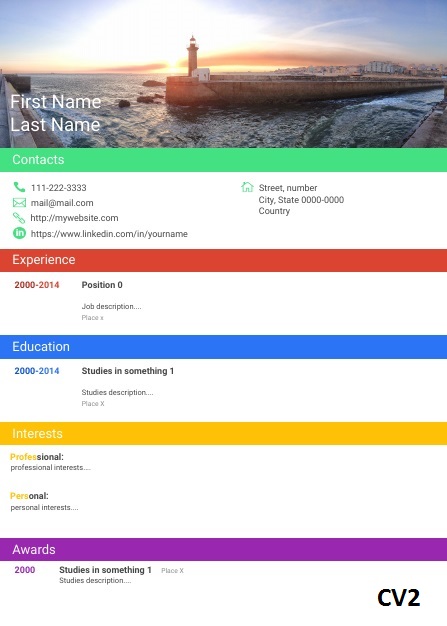 First Name
Last Name
Contacts
111-222-3333
mail@mail.com
http://mywebsite.com
https://www.linkedin.com/in/yourname
Street, number
City, State 0000-0000
Country
Experience
2000-2014 Position 0
Job description....
Place x
Education
2000-2014 Studies in something 1
Studies description....
Place X
Interests
Professional:
professional interests....
Personal:
personal interests....
Awards
2000 Studies in something 1 Place X
Studies description....
CV2